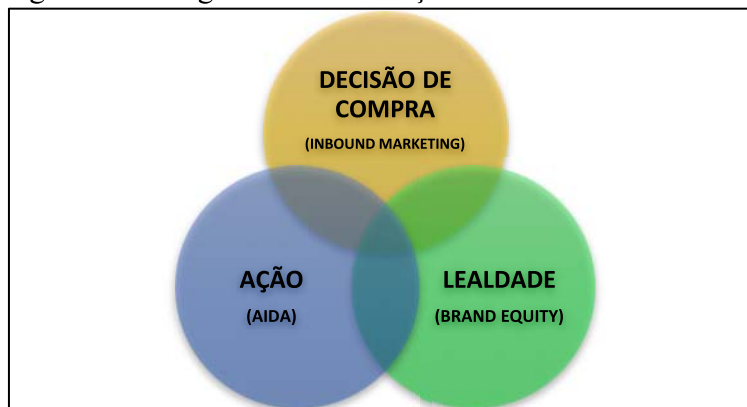 DECISÃO DE
COMPRA
(INBOUND MARKETING)
AÇÃO
(AIDA)
LEALDADE
(BRAND EQUITY)